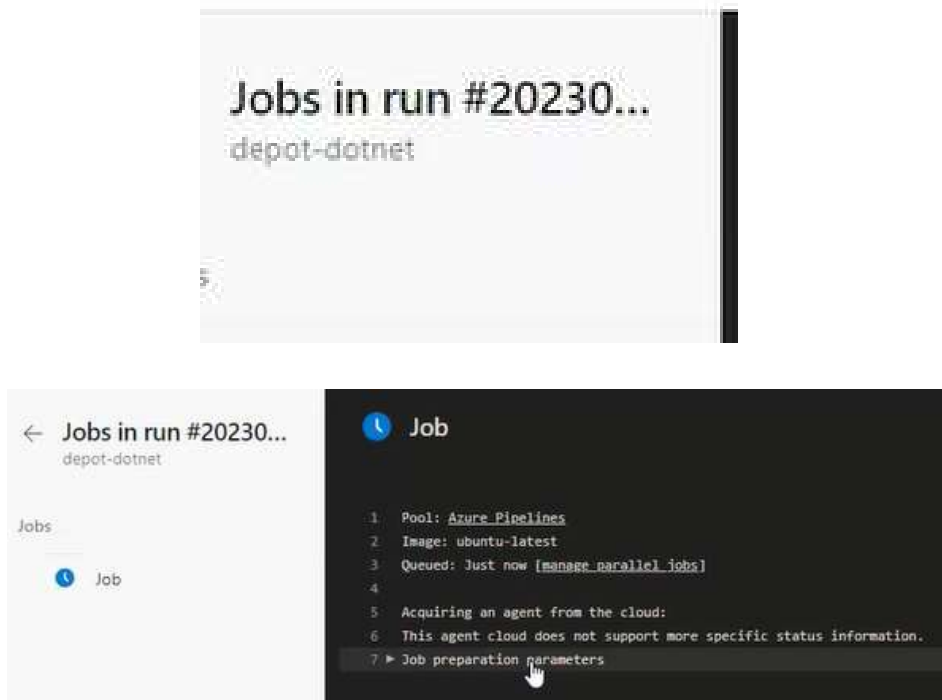 Jobs in run #20230...
depot-dotnet
Jobs in run #20230...
depot-dotnet
Jobs
Job
Job
1 Pool: Azure Pipelines
2 Image: ubuntu-latest
3 Queued: Just now [manage parallel jobs]
4
5 Acquiring an agent from the cloud:
6 This agent cloud does not support more specific status information.
7 ▶ Job preparation parameters